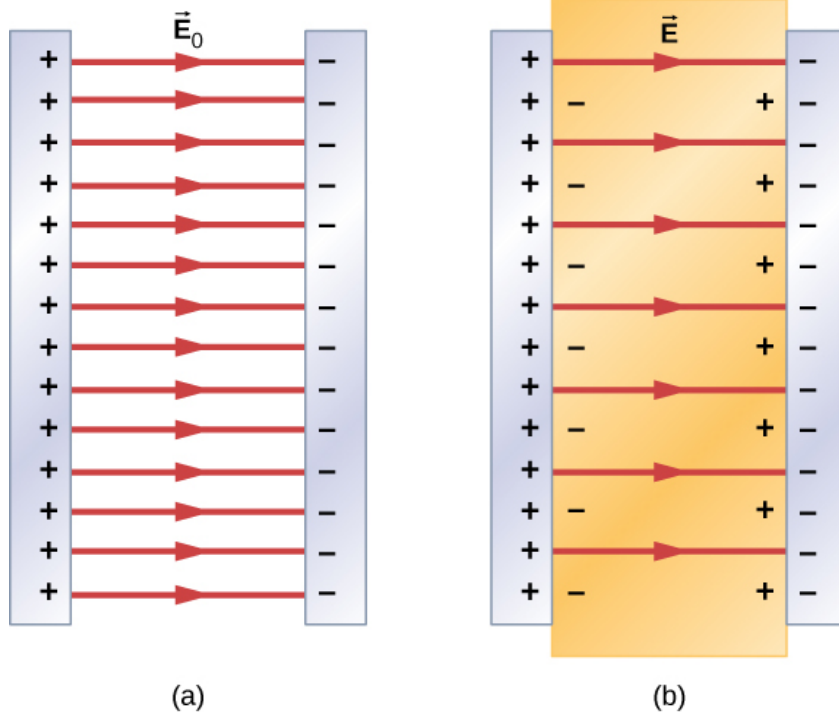 E⃗₀
E⃗
+ − + −
+ − + − + −
+ − + −
+ − + − + −
+ − + −
+ − + − + −
+ − + −
+ − + − + −
+ − + −
+ − + − + −
+ − + −
+ − + − + −
+ − + −
+ − + − + −
(a)
(b)